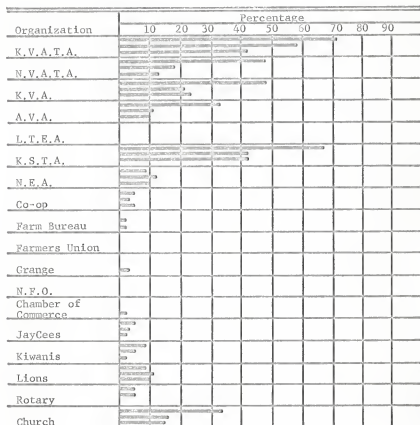 Percentage
Organization 10 20 30 40 50 60 70 80 90
K.V.A.T.A.
N.V.A.T.A.
K.V.A.
A.V.A.
L.T.E.A.
K.S.T.A.
N.E.A.
Co-op
Farm Bureau
Farmers Union
Grange
N.F.O.
Chamber of
Commerce
JayCees
Kiwanis
Lions
Rotary
Church